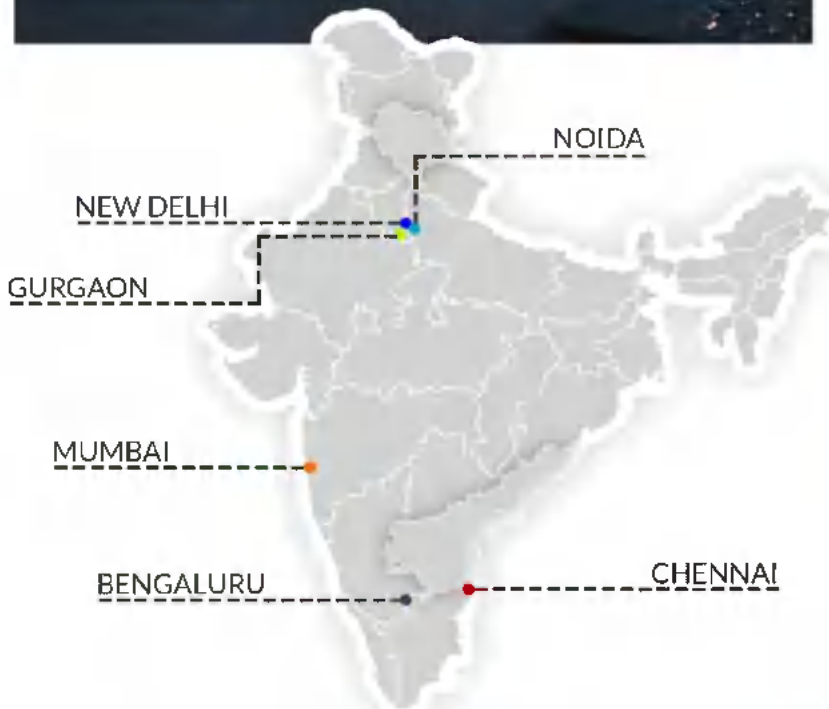 NOIDA
NEW DELHI
GURGAON
MUMBAI
CHENNAI
BENGALURU